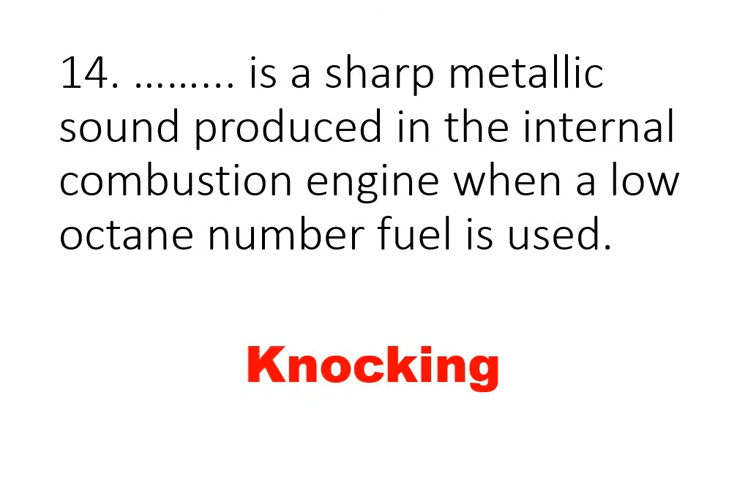 14. ......... is a sharp metallic
sound produced in the internal
combustion engine when a low
octane number fuel is used.
Knocking